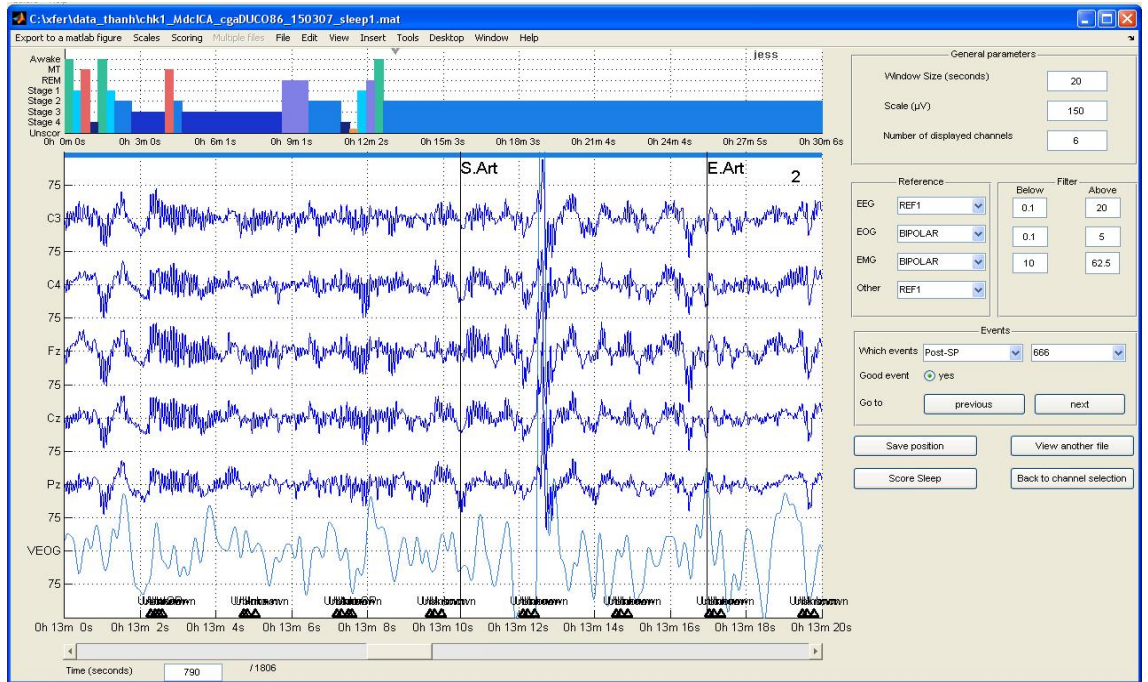 C:\xfer\data_thanh\chk1_MdcICA_cgaDUCO86_150307_sleep1.mat
Export to a matlab figure Scales Scoring Multiple files File Edit View Insert Tools Desktop Window Help
jess
Awake
MT
REM
Stage 1
Stage 2
Stage 3
Stage 4
Unscor
0h 0m 0s 0h 3m 0s 0h 6m 1s 0h 9m 1s 0h 12m 2s 0h 15m 3s 0h 18m 3s 0h 21m 4s 0h 24m 4s 0h 27m 5s 0h 30m 6s
S.Art E.Art 2
75
C3
75
C4
75
Fz
75
Cz
75
Pz
75
VEOG
75
0h 13m 0s 0h 13m 2s 0h 13m 4s 0h 13m 6s 0h 13m 8s 0h 13m 10s 0h 13m 12s 0h 13m 14s 0h 13m 16s 0h 13m 18s 0h 13m 20s
Time (seconds) 790 / 1806
General parameters
Window Size (seconds) 20
Scale (µV) 150
Number of displayed channels 6
Reference
EEG REF1
EOG BIPOLAR
EMG BIPOLAR
Other REF1
Filter
Below Above
0.1 20
0.1 5
10 62.5
Events
Which events Post-SP 666
Good event yes
Go to previous next
Save position View another file
Score Sleep Back to channel selection